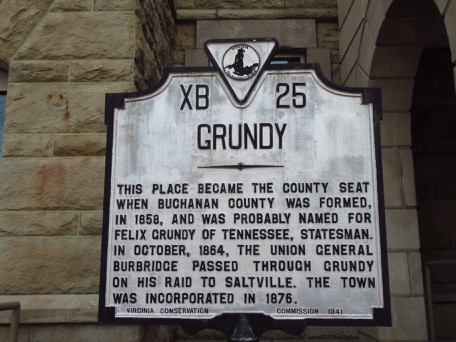 XB 25
GRUNDY
THIS PLACE BECAME THE COUNTY SEAT
WHEN BUCHANAN COUNTY WAS FORMED,
IN 1858, AND WAS PROBABLY NAMED FOR
FELIX GRUNDY OF TENNESSEE, STATESMAN.
IN OCTOBER, 1864, THE UNION GENERAL
BURBRIDGE PASSED THROUGH GRUNDY
ON HIS RAID TO SALTVILLE. THE TOWN
WAS INCORPORATED IN 1876.
VIRGINIA CONSERVATION COMMISSION 1941